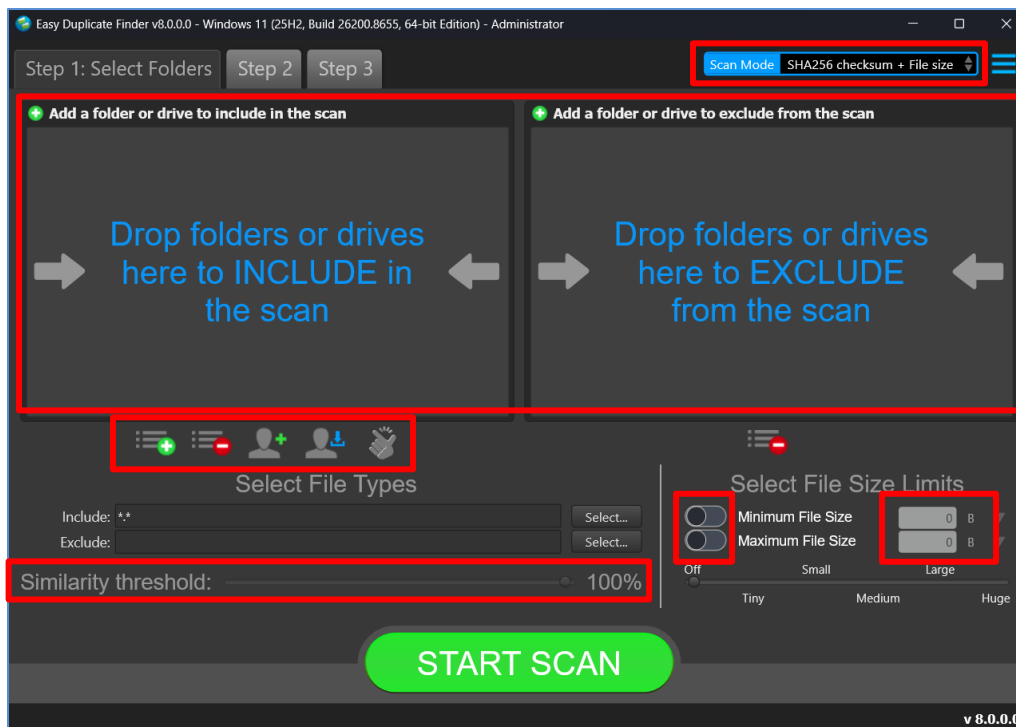 Easy Duplicate Finder v8.0.0.0 - Windows 11 (25H2, Build 26200.8655, 64-bit Edition) - Administrator
Step 1: Select Folders Step 2 Step 3
Scan Mode SHA256 checksum + File size
Add a folder or drive to include in the scan
Drop folders or drives
here to INCLUDE in
the scan
Add a folder or drive to exclude from the scan
Drop folders or drives
here to EXCLUDE
from the scan
Select File Types
Include: *.*
Select...
Exclude:
Select...
Similarity threshold: 100%
Select File Size Limits
Minimum File Size 0 B
Maximum File Size 0 B
Off Small Large
Tiny Medium Huge
START SCAN
v 8.0.0.0